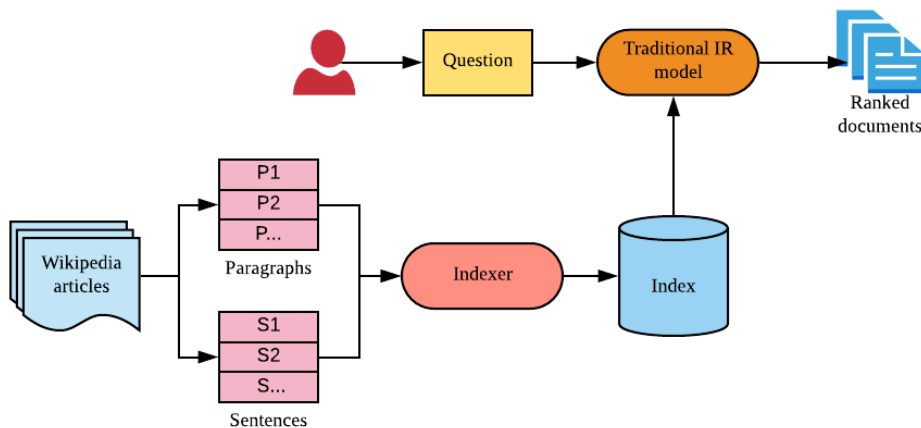 Question
Traditional IR
model
Ranked
documents
P1
P2
P...
Paragraphs
Wikipedia
articles
Indexer
Index
S1
S2
S...
Sentences